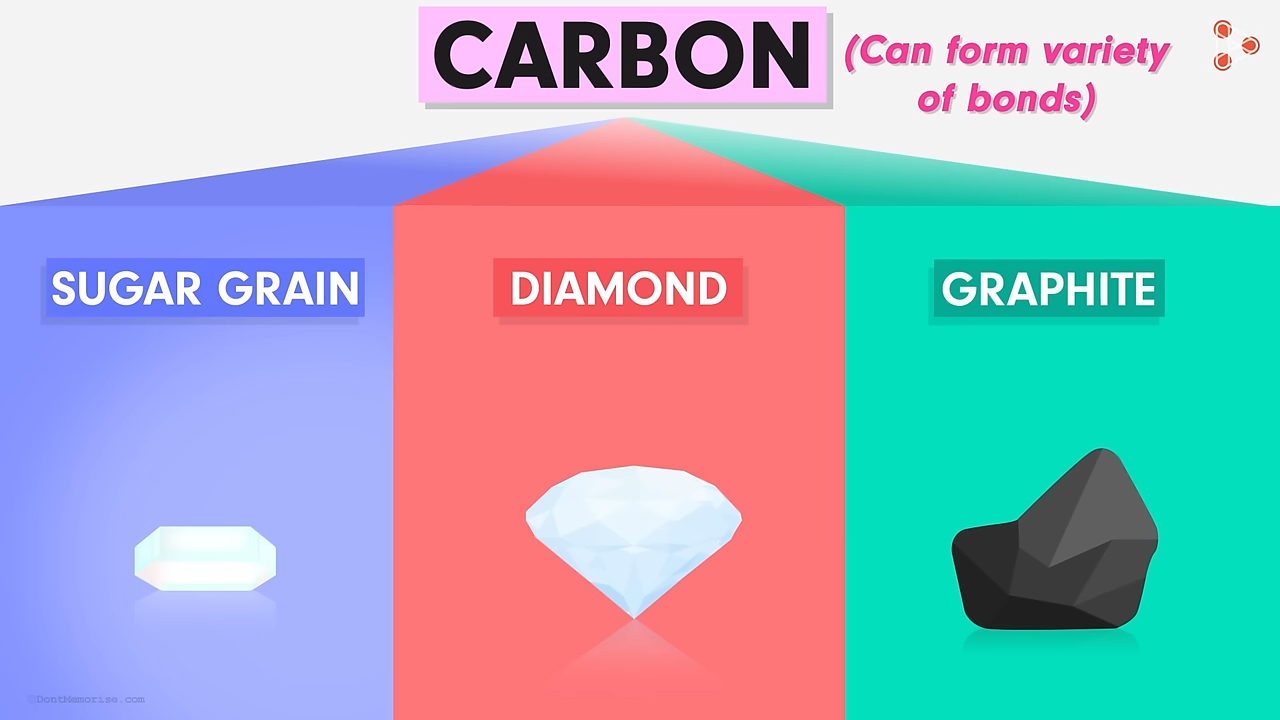 CARBON
(Can form variety
of bonds)
SUGAR GRAIN
DIAMOND
GRAPHITE
©DontMemorise.com